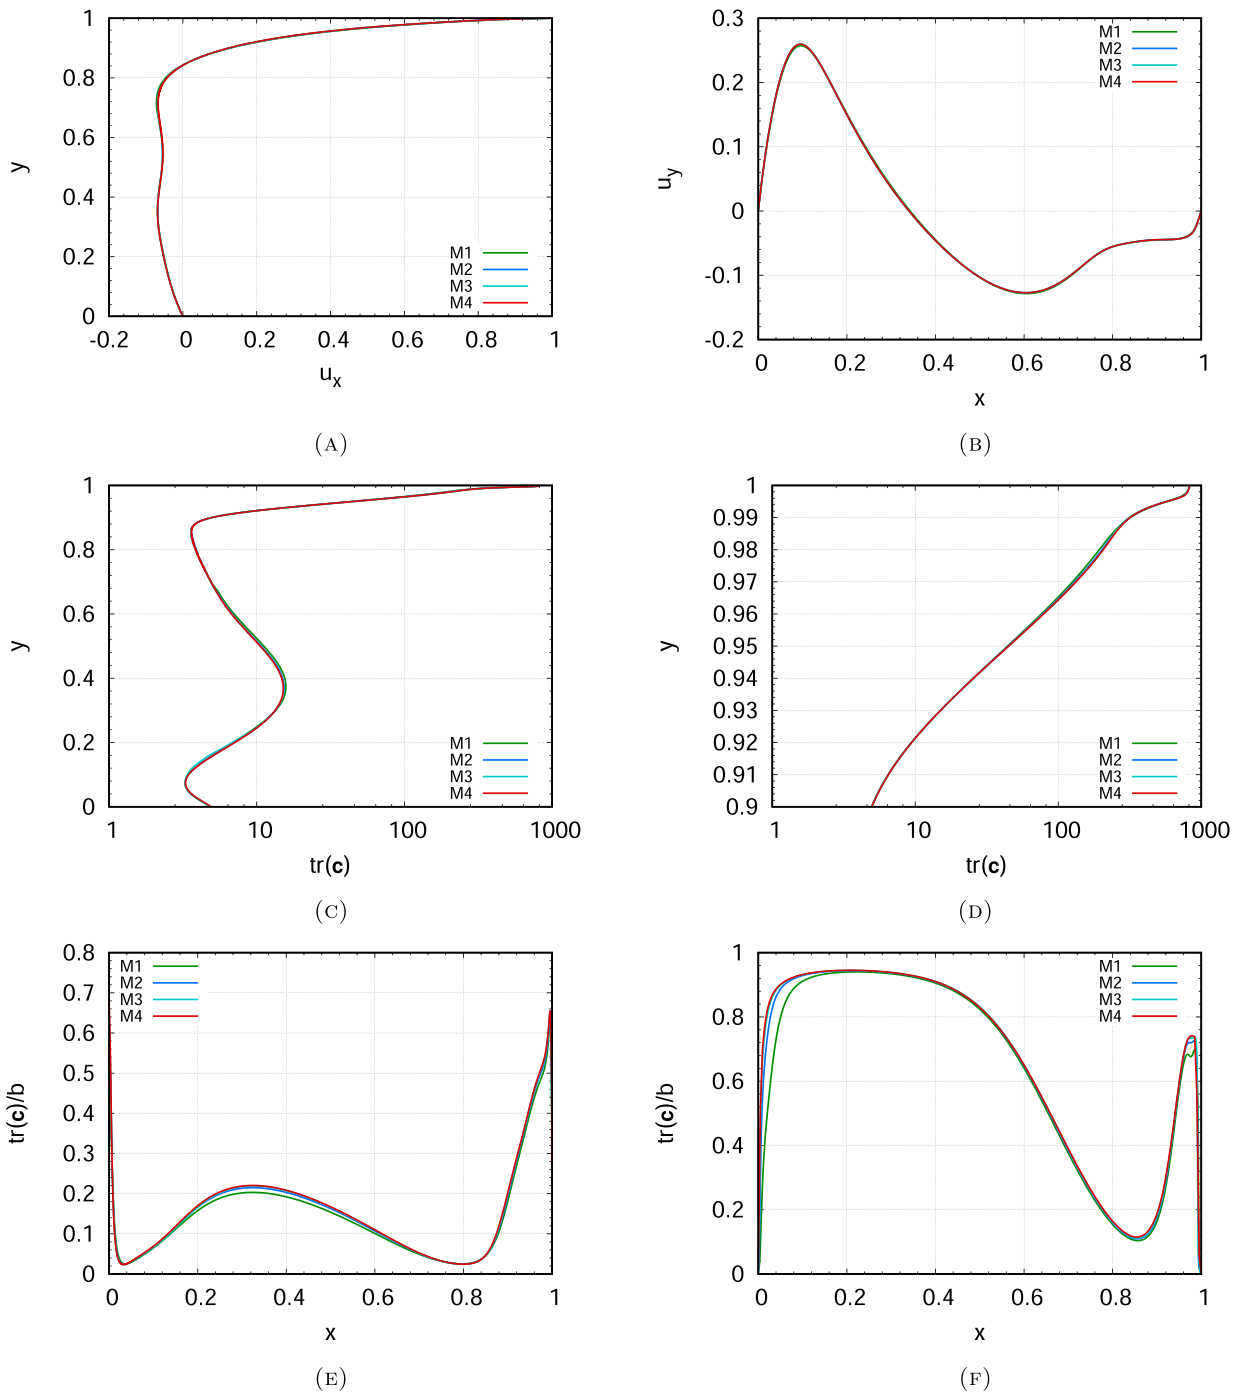 1
0.8
0.6
0.4
0.2
0
y
-0.2 0 0.2 0.4 0.6 0.8 1
u_x
M1
M2
M3
M4
(A)
0.3
0.2
0.1
0
-0.1
-0.2
u_y
0 0.2 0.4 0.6 0.8 1
x
M1
M2
M3
M4
(B)
1
0.8
0.6
0.4
0.2
0
y
1 10 100 1000
tr(c)
M1
M2
M3
M4
(C)
1
0.99
0.98
0.97
0.96
0.95
0.94
0.93
0.92
0.91
0.9
y
1 10 100 1000
tr(c)
M1
M2
M3
M4
(D)
0.8
0.7
0.6
0.5
0.4
0.3
0.2
0.1
0
tr(c)/b
0 0.2 0.4 0.6 0.8 1
x
M1
M2
M3
M4
(E)
1
0.8
0.6
0.4
0.2
0
tr(c)/b
0 0.2 0.4 0.6 0.8 1
x
M1
M2
M3
M4
(F)